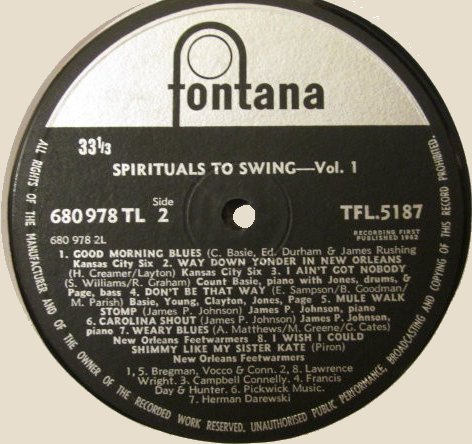 fontana
33⅓
SPIRITUALS TO SWING—Vol. 1
Side
680 978 TL 2
TFL.5187
680 978 2L
RECORDING FIRST
PUBLISHED 1962
1. GOOD MORNING BLUES (C. Basie, Ed. Durham & James Rushing
Kansas City Six 2. WAY DOWN YONDER IN NEW ORLEANS
(H. Creamer/Layton) Kansas City Six 3. I AIN'T GOT NOBODY
(S. Williams/R. Graham) Count Basie, piano with Jones, drums, &
Page, bass 4. DON'T BE THAT WAY (E. Sampson/B. Goodman/
M. Parish) Basie, Young, Clayton, Jones, Page 5. MULE WALK
STOMP (James P. Johnson) James P. Johnson, piano
6. CAROLINA SHOUT (James P. Johnson) James P. Johnson,
piano 7. WEARY BLUES (A. Matthews/M. Greene/G. Cates)
New Orleans Feetwarmers 8. I WISH I COULD
SHIMMY LIKE MY SISTER KATE (Piron)
New Orleans Feetwarmers
1, 5. Bregman, Vocco & Conn. 2, 8. Lawrence
Wright. 3. Campbell Connelly. 4. Francis
Day & Hunter. 6. Pickwick Music.
7. Herman Darewski
ALL RIGHTS OF THE MANUFACTURER AND OF THE OWNER OF THE RECORDED WORK RESERVED. UNAUTHORISED PUBLIC PERFORMANCE, BROADCASTING AND COPYING OF THIS RECORD PROHIBITED.